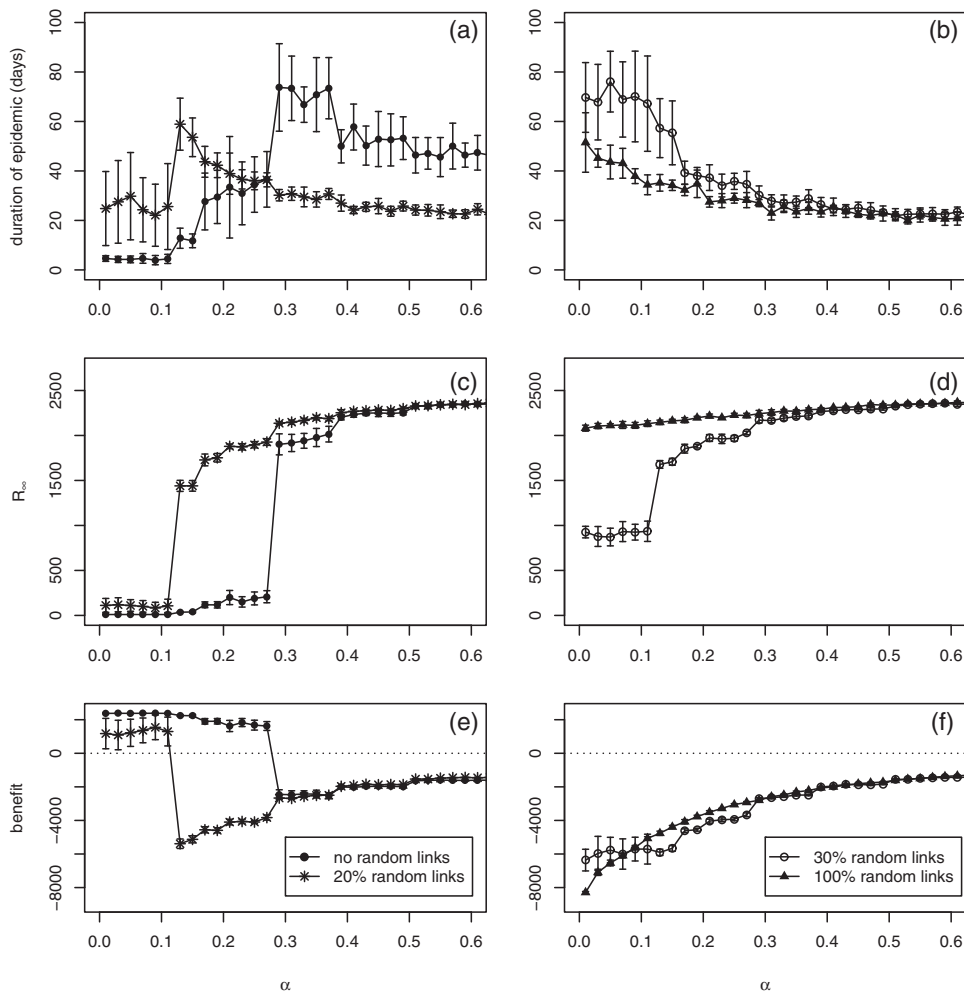 (a)
duration of epidemic (days)
100
80
60
40
20
0
0.0 0.1 0.2 0.3 0.4 0.5 0.6
(b)
100
80
60
40
20
0
0.0 0.1 0.2 0.3 0.4 0.5 0.6
(c)
R∞
2500
1500
500
0
0.0 0.1 0.2 0.3 0.4 0.5 0.6
(d)
2500
1500
500
0
0.0 0.1 0.2 0.3 0.4 0.5 0.6
(e)
benefit
0
−4000
−8000
no random links
20% random links
0.0 0.1 0.2 0.3 0.4 0.5 0.6
α
(f)
0
−4000
−8000
30% random links
100% random links
0.0 0.1 0.2 0.3 0.4 0.5 0.6
α